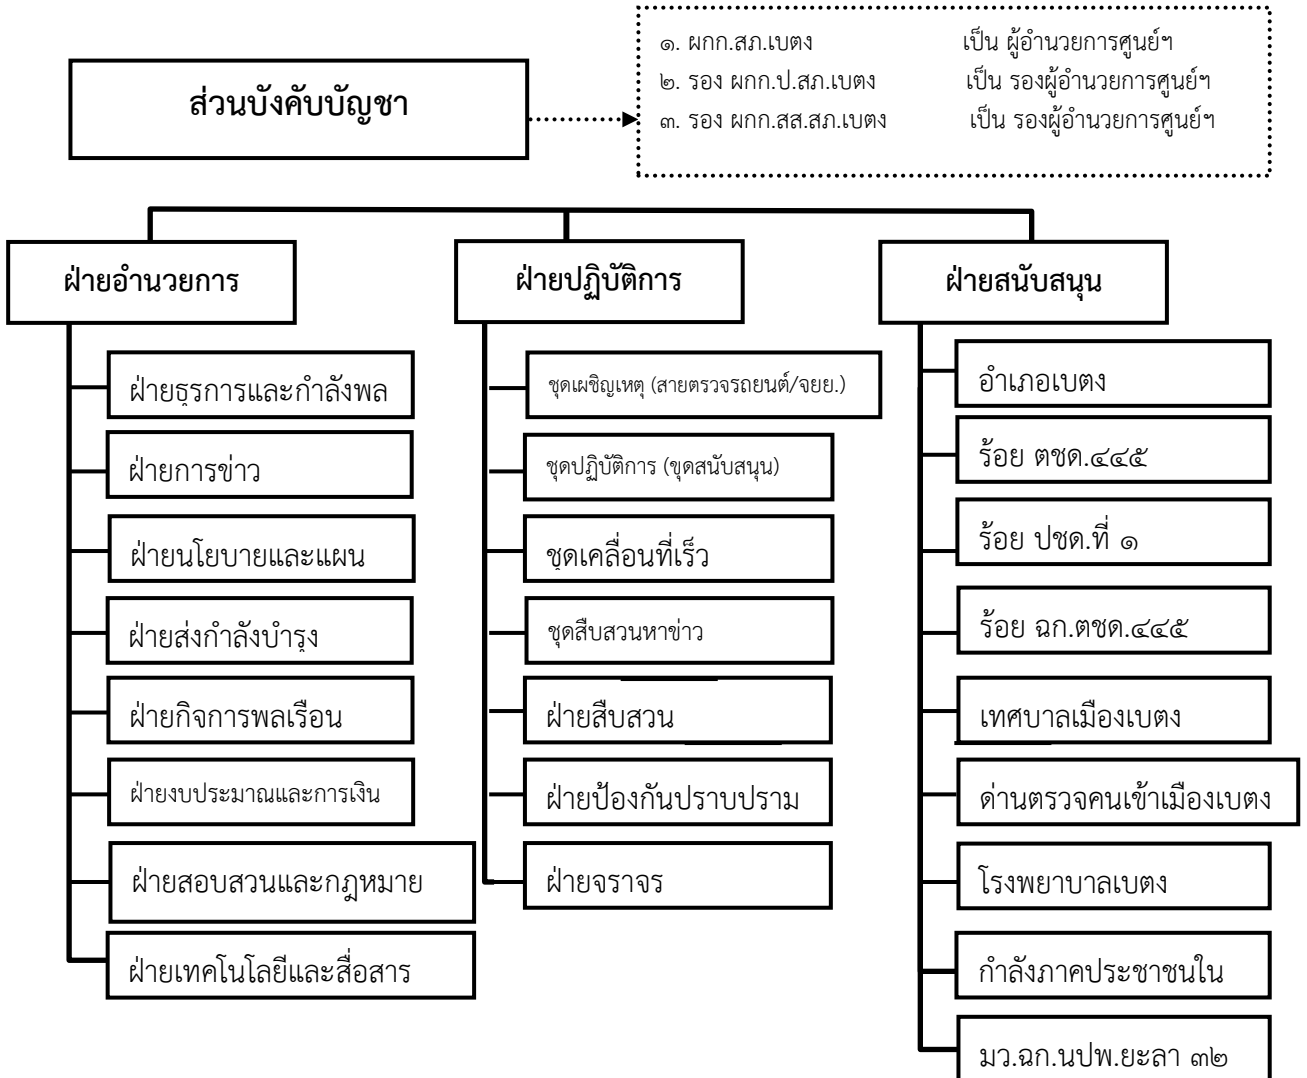 ส่วนบังคับบัญชา
๑. ผกก.สภ.เบตง เป็น ผู้อำนวยการศูนย์ฯ
๒. รอง ผกก.ป.สภ.เบตง เป็น รองผู้อำนวยการศูนย์ฯ
๓. รอง ผกก.สส.สภ.เบตง เป็น รองผู้อำนวยการศูนย์ฯ
ฝ่ายอำนวยการ
ฝ่ายธุรการและกำลังพล
ฝ่ายการข่าว
ฝ่ายนโยบายและแผน
ฝ่ายส่งกำลังบำรุง
ฝ่ายกิจการพลเรือน
ฝ่ายงบประมาณและการเงิน
ฝ่ายสอบสวนและกฎหมาย
ฝ่ายเทคโนโลยีและสื่อสาร
ฝ่ายปฏิบัติการ
ชุดเผชิญเหตุ (สายตรวจรถยนต์/จยย.)
ชุดปฏิบัติการ (ขุดสนับสนุน)
ชุดเคลื่อนที่เร็ว
ชุดสืบสวนหาข่าว
ฝ่ายสืบสวน
ฝ่ายป้องกันปราบปราม
ฝ่ายจราจร
ฝ่ายสนับสนุน
อำเภอเบตง
ร้อย ตชด.๔๔๕
ร้อย ปชด.ที่ ๑
ร้อย ฉก.ตชด.๔๔๕
เทศบาลเมืองเบตง
ด่านตรวจคนเข้าเมืองเบตง
โรงพยาบาลเบตง
กำลังภาคประชาชนใน
มว.ฉก.นปพ.ยะลา ๓๒